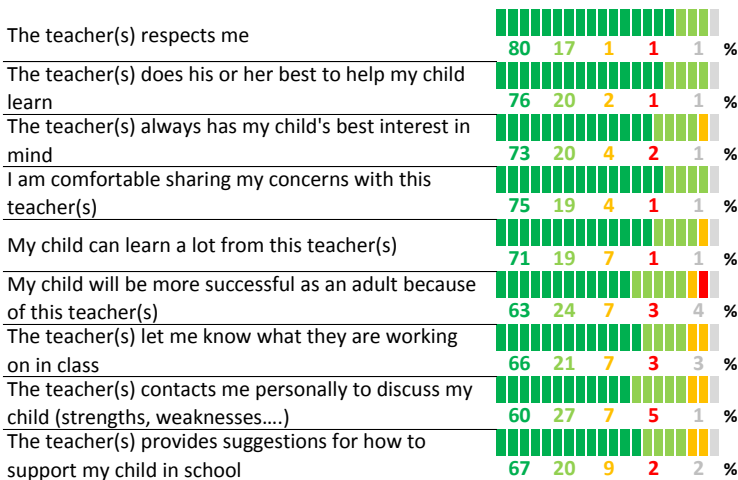 The teacher(s) respects me
80 17 1 1 1 %
The teacher(s) does his or her best to help my child
learn
76 20 2 1 1 %
The teacher(s) always has my child's best interest in
mind
73 20 4 2 1 %
I am comfortable sharing my concerns with this
teacher(s)
75 19 4 1 1 %
My child can learn a lot from this teacher(s)
71 19 7 1 1 %
My child will be more successful as an adult because
of this teacher(s)
63 24 7 3 4 %
The teacher(s) let me know what they are working
on in class
66 21 7 3 3 %
The teacher(s) contacts me personally to discuss my
child (strengths, weaknesses….)
60 27 7 5 1 %
The teacher(s) provides suggestions for how to
support my child in school
67 20 9 2 2 %